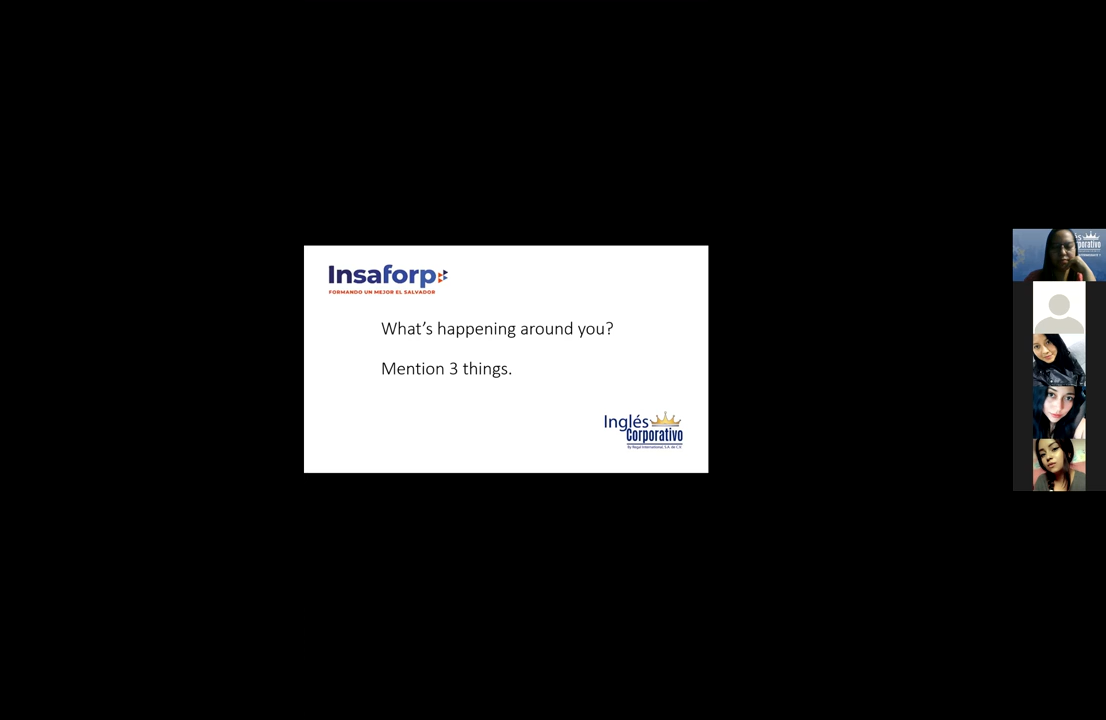 Insaforp
FORMANDO UN MEJOR EL SALVADOR
What's happening around you?
Mention 3 things.
Inglés
Corporativo